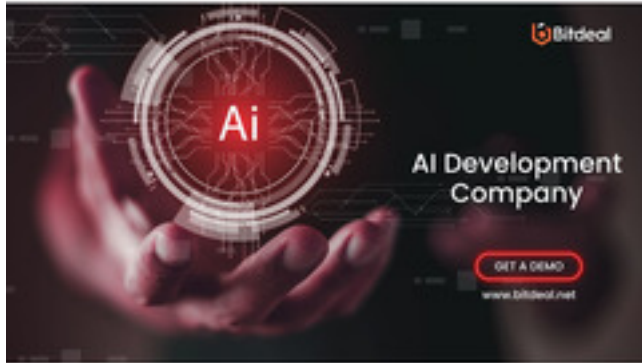 Bitdeal
Ai
AI Development
Company
GET A DEMO
www.bitdeal.net